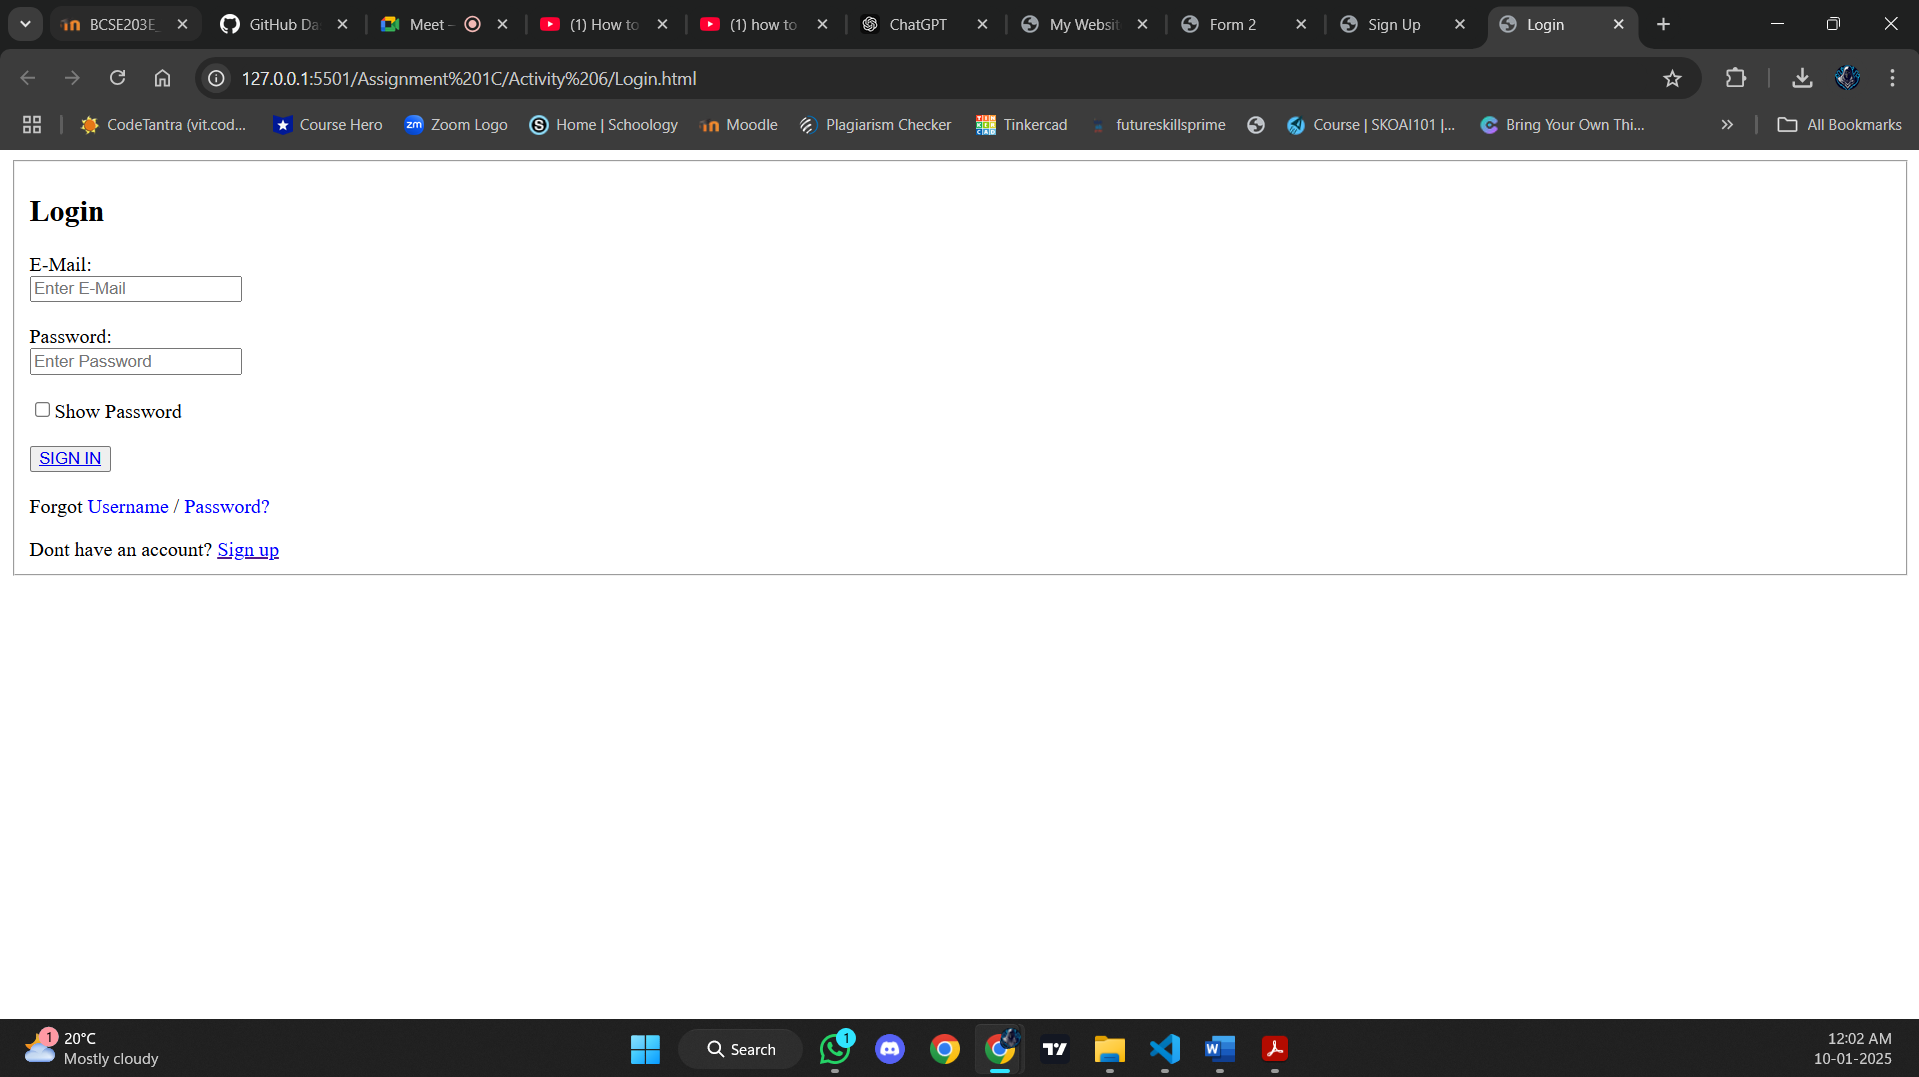 BCSE203E_
GitHub Da
Meet -
(1) How to
(1) how to
ChatGPT
My Websit
Form 2
Sign Up
Login
127.0.0.1:5501/Assignment%201C/Activity%206/Login.html
CodeTantra (vit.cod...
Course Hero
zm Zoom Logo
S Home | Schoology
Moodle
Plagiarism Checker
Tinkercad
futureskillsprime
Course | SKOAI101 |...
Bring Your Own Thi...
All Bookmarks
Login
E-Mail:
Enter E-Mail
Password:
Enter Password
Show Password
SIGN IN
Forgot Username / Password?
Dont have an account? Sign up
1
20°C
Mostly cloudy
Search
1
12:02 AM
10-01-2025